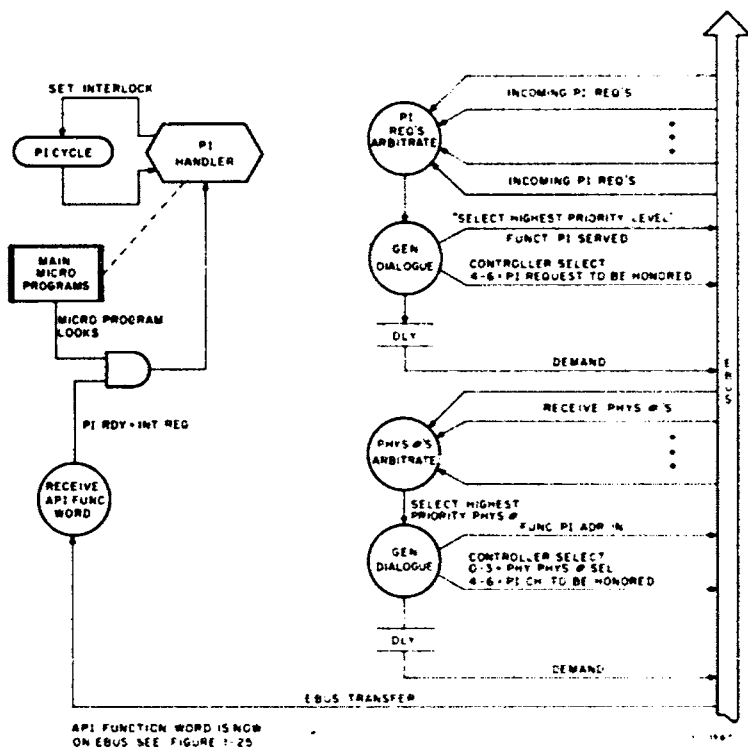 SET INTERLOCK
PI CYCLE
PI
HANDLER
MAIN
MICRO
PROGRAMS
MICRO PROGRAM
LOOKS
PI RDY + INT REG
RECEIVE
API FUNC
WORD
INCOMING PI REQ'S
PI
REQ'S
ARBITRATE
INCOMING PI REQ'S
"SELECT HIGHEST PRIORITY LEVEL"
FUNCT PI SERVED
GEN
DIALOGUE
CONTROLLER SELECT
4-6 = PI REQUEST TO BE HONORED
DLY
DEMAND
EBUS
RECEIVE PHYS #'S
PHYS #'S
ARBITRATE
SELECT HIGHEST
PRIORITY PHYS #
FUNC PI ADR IN
GEN
DIALOGUE
CONTROLLER SELECT
0-3 = PHY PHYS # SEL
4-6 = PI CH TO BE HONORED
DLY
DEMAND
EBUS TRANSFER
API FUNCTION WORD IS NOW
ON EBUS SEE FIGURE 1-25